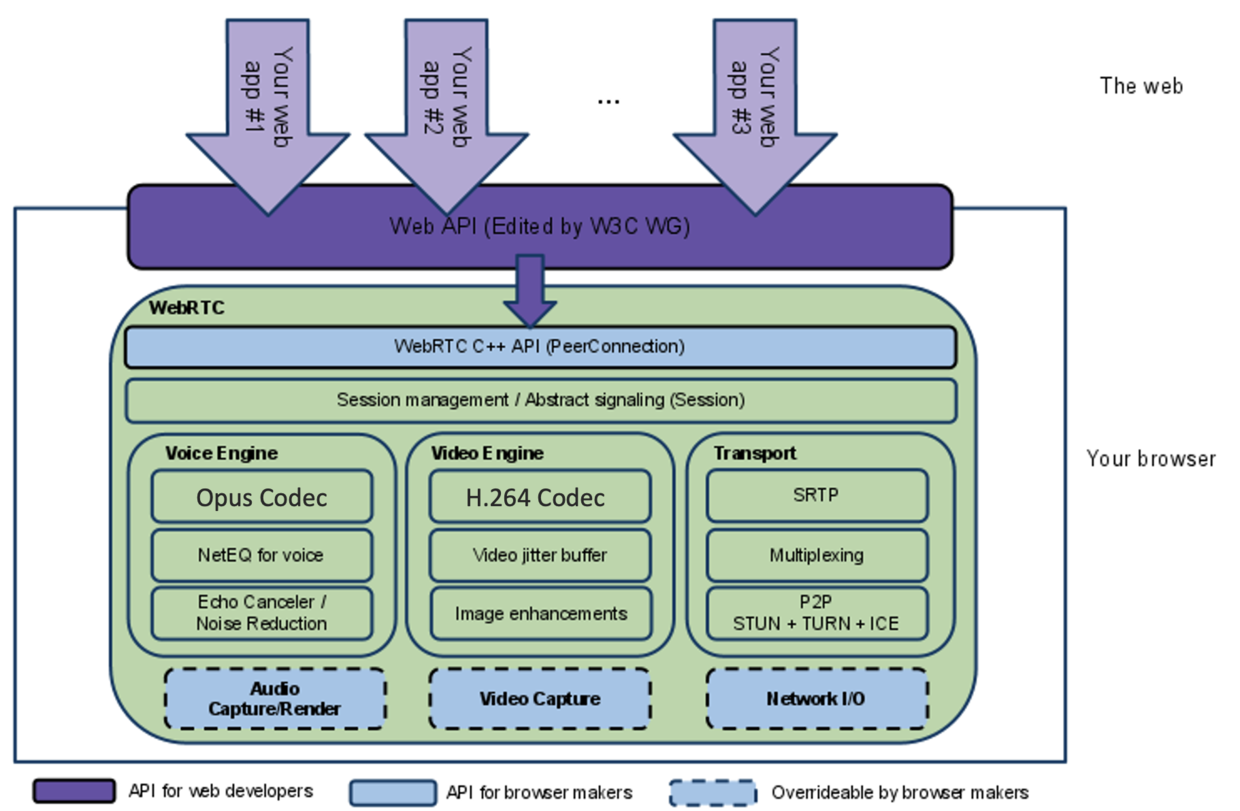 Your web
app #1
Your web
app #2
...
Your web
app #3
The web
Web API (Edited by W3C WG)
WebRTC
WebRTC C++ API (PeerConnection)
Session management / Abstract signaling (Session)
Your browser
Voice Engine
Opus Codec
NetEQ for voice
Echo Canceler /
Noise Reduction
Video Engine
H.264 Codec
Video jitter buffer
Image enhancements
Transport
SRTP
Multiplexing
P2P
STUN + TURN + ICE
Audio
Capture/Render
Video Capture
Network I/O
API for web developers
API for browser makers
Overrideable by browser makers